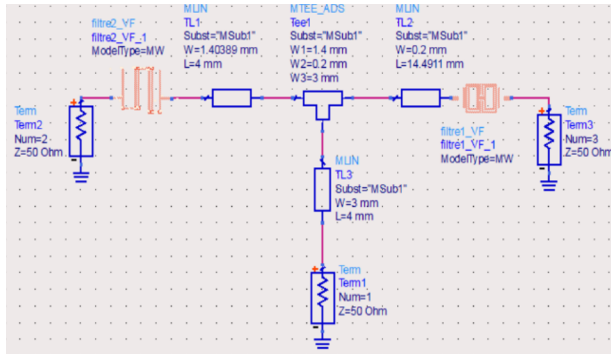 filtre2_VF
filtre2_VF_1
ModelType=MW
MLIN
TL1
Subst="MSub1"
W=1.40389 mm
L=4 mm
MTEE_ADS
Tee1
Subst="MSub1"
W1=1.4 mm
W2=0.2 mm
W3=3 mm
MLIN
TL2
Subst="MSub1"
W=0.2 mm
L=14.4911 mm
Term
Term2
Num=2
Z=50 Ohm
filtre1_VF
filtre1_VF_1
ModelType=MW
Term
Term3
Num=3
Z=50 Ohm
MLIN
TL3
Subst="MSub1"
W=3 mm
L=4 mm
Term
Term1
Num=1
Z=50 Ohm